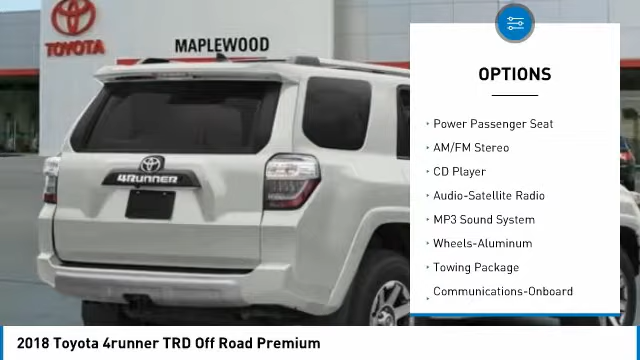 TOYOTA
MAPLEWOOD
4RUNNER
OPTIONS
Power Passenger Seat
AM/FM Stereo
CD Player
Audio-Satellite Radio
MP3 Sound System
Wheels-Aluminum
Towing Package
Communications-Onboard
2018 Toyota 4runner TRD Off Road Premium